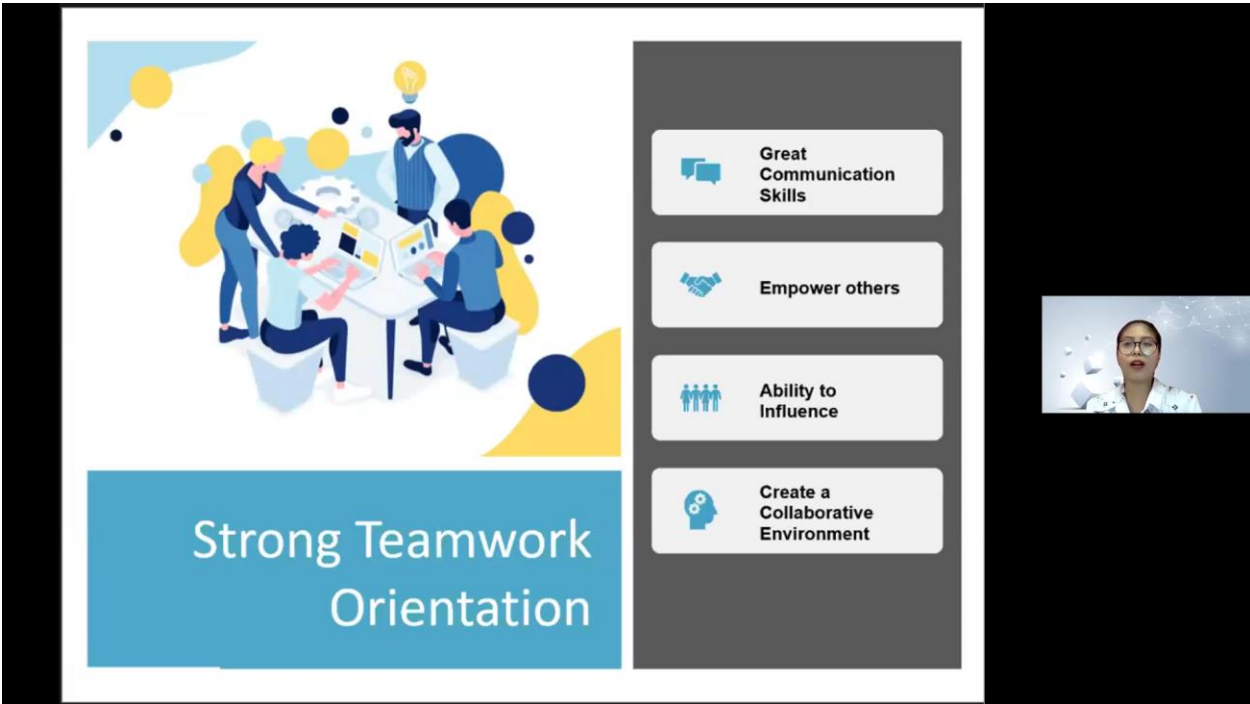 Great
Communication
Skills
Empower others
Ability to
Influence
Create a
Collaborative
Environment
Strong Teamwork
Orientation